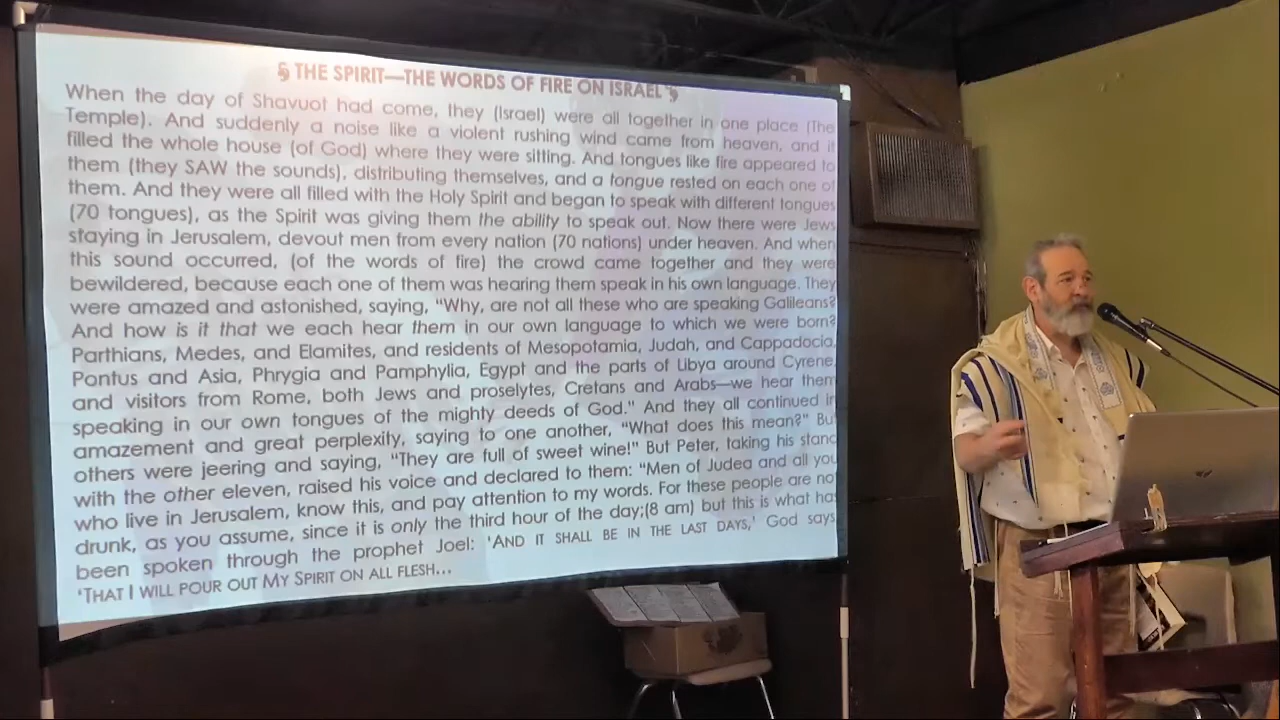 THE SPIRIT—THE WORDS OF FIRE ON ISRAEL
When the day of Shavuot had come, they (Israel) were all together in one place (The
Temple). And suddenly a noise like a violent rushing wind came from heaven, and it
filled the whole house (of God) where they were sitting. And tongues like fire appeared to
them (they SAW the sounds), distributing themselves, and a tongue rested on each one of
them. And they were all filled with the Holy Spirit and began to speak with different tongues
(70 tongues), as the Spirit was giving them the ability to speak out. Now there were Jews
staying in Jerusalem, devout men from every nation (70 nations) under heaven. And when
this sound occurred, (of the words of fire) the crowd came together and they were
bewildered, because each one of them was hearing them speak in his own language. They
were amazed and astonished, saying, “Why, are not all these who are speaking Galileans?
And how is it that we each hear them in our own language to which we were born?
Parthians, Medes, and Elamites, and residents of Mesopotamia, Judah, and Cappadocia,
Pontus and Asia, Phrygia and Pamphylia, Egypt and the parts of Libya around Cyrene,
and visitors from Rome, both Jews and proselytes, Cretans and Arabs—we hear them
speaking in our own tongues of the mighty deeds of God.” And they all continued in
amazement and great perplexity, saying to one another, “What does this mean?” Bu
others were jeering and saying, “They are full of sweet wine!” But Peter, taking his stand
with the other eleven, raised his voice and declared to them: “Men of Judea and all you
who live in Jerusalem, know this, and pay attention to my words. For these people are not
drunk, as you assume, since it is only the third hour of the day;(8 am) but this is what has
been spoken through the prophet Joel: ‘AND IT SHALL BE IN THE LAST DAYS,’ God says
‘THAT I WILL POUR OUT MY SPIRIT ON ALL FLESH...